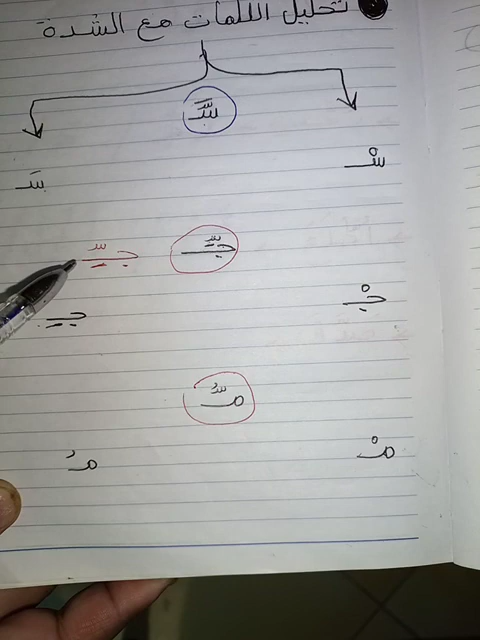 تحليل الكلمات مع الشدة
سَّ
سْ سَ
جِّ جِّ
جْ جِ
مُّ
مْ مُ